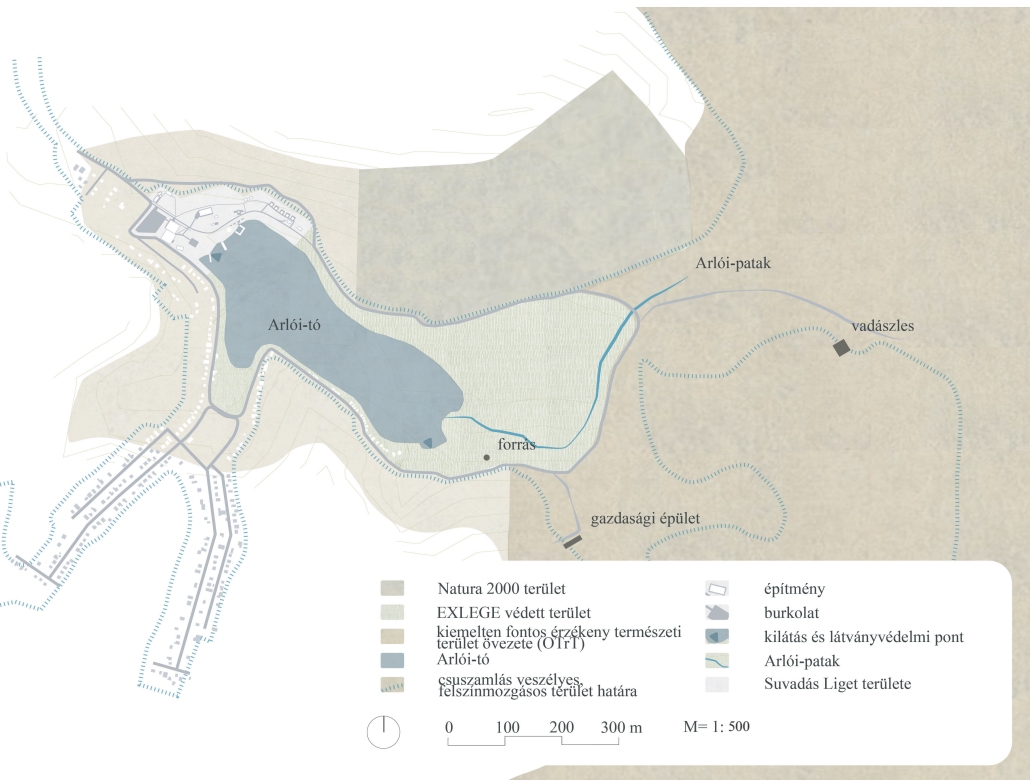 Arlói-patak
Arlói-tó
vadászles
forrás
gazdasági épület
Natura 2000 terület
EXLEGE védett terület
kiemelten fontos érzékeny természeti
terület övezete (OTrT)
Arlói-tó
csuszamlás veszélyes,
felszínmozgásos terület határa
építmény
burkolat
kilátás és látványvédelmi pont
Arlói-patak
Suvadás Liget területe
0 100 200 300 m
M= 1: 500